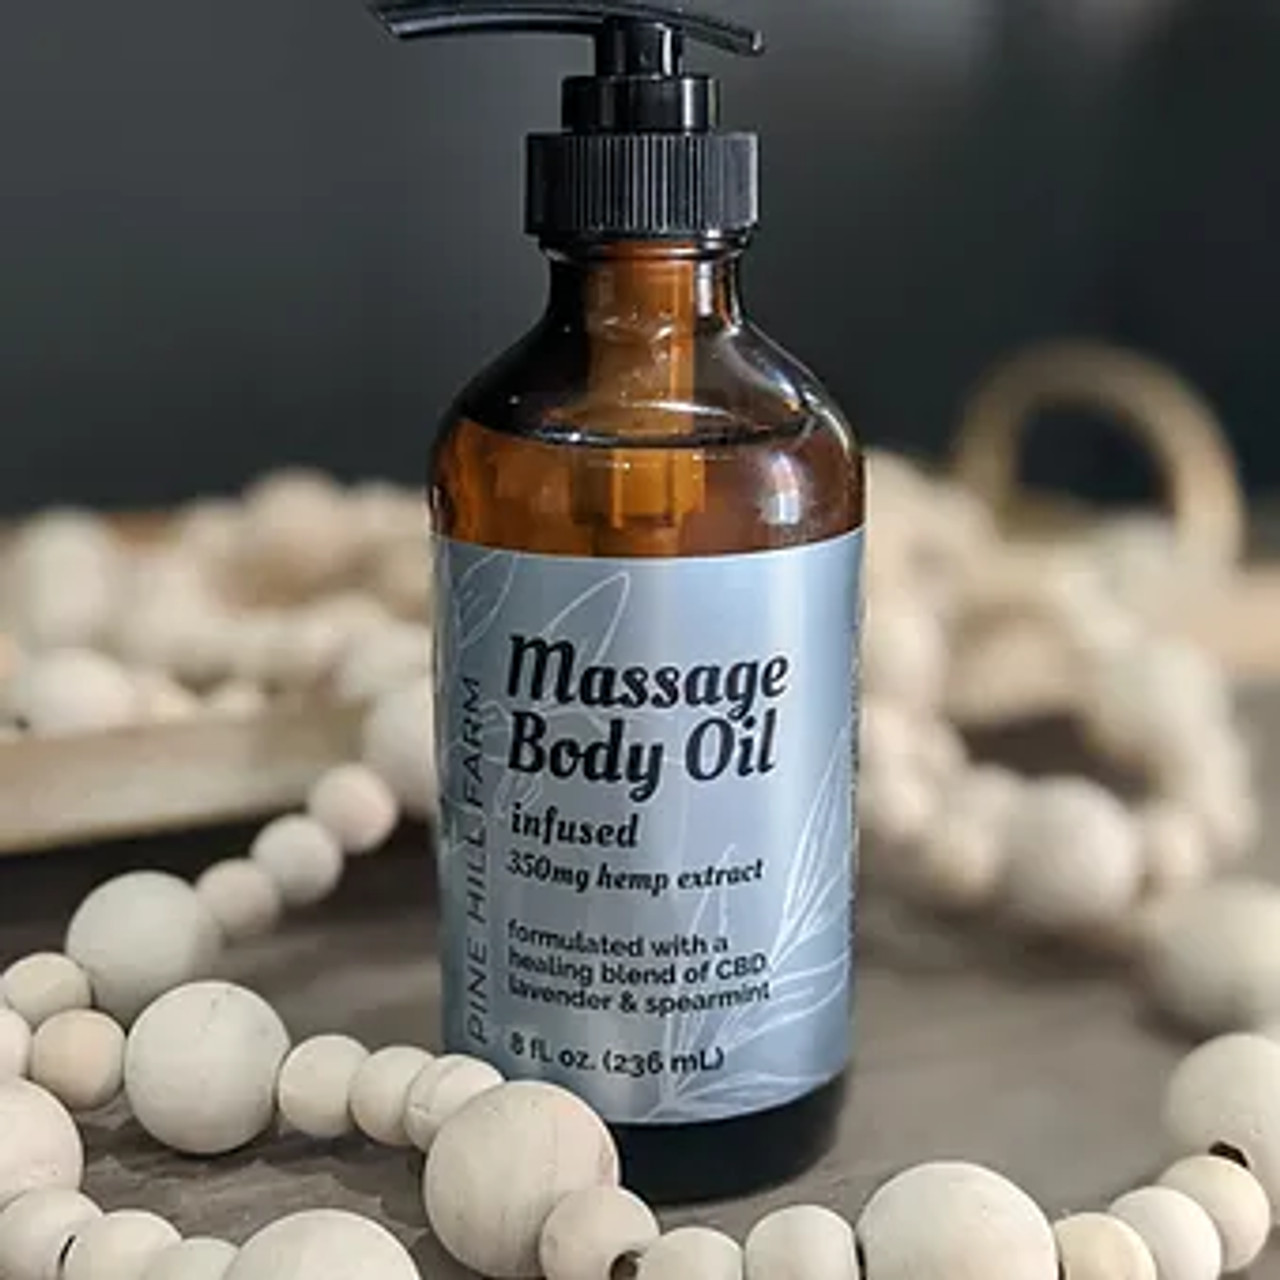 PINE HILL FARM
Massage
Body Oil
infused
350mg hemp extract
formulated with a
healing blend of CBD,
lavender & spearmint
8 fl oz. (236 mL)